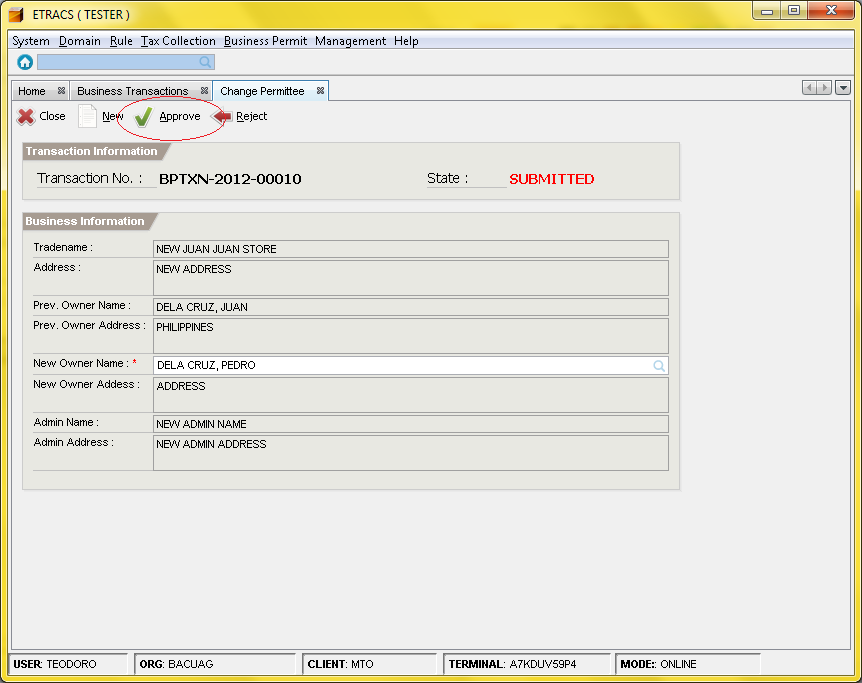 ETRACS ( TESTER )
System Domain Rule Tax Collection Business Permit Management Help
Home Business Transactions Change Permittee
Close New Approve Reject
Transaction Information
Transaction No. : BPTXN-2012-00010 State : SUBMITTED
Business Information
Tradename : NEW JUAN JUAN STORE
Address : NEW ADDRESS
Prev. Owner Name : DELA CRUZ, JUAN
Prev. Owner Address : PHILIPPINES
New Owner Name : * DELA CRUZ, PEDRO
New Owner Addess : ADDRESS
Admin Name : NEW ADMIN NAME
Admin Address : NEW ADMIN ADDRESS
USER: TEODORO ORG: BACUAG CLIENT: MTO TERMINAL: A7KDUV59P4 MODE:: ONLINE